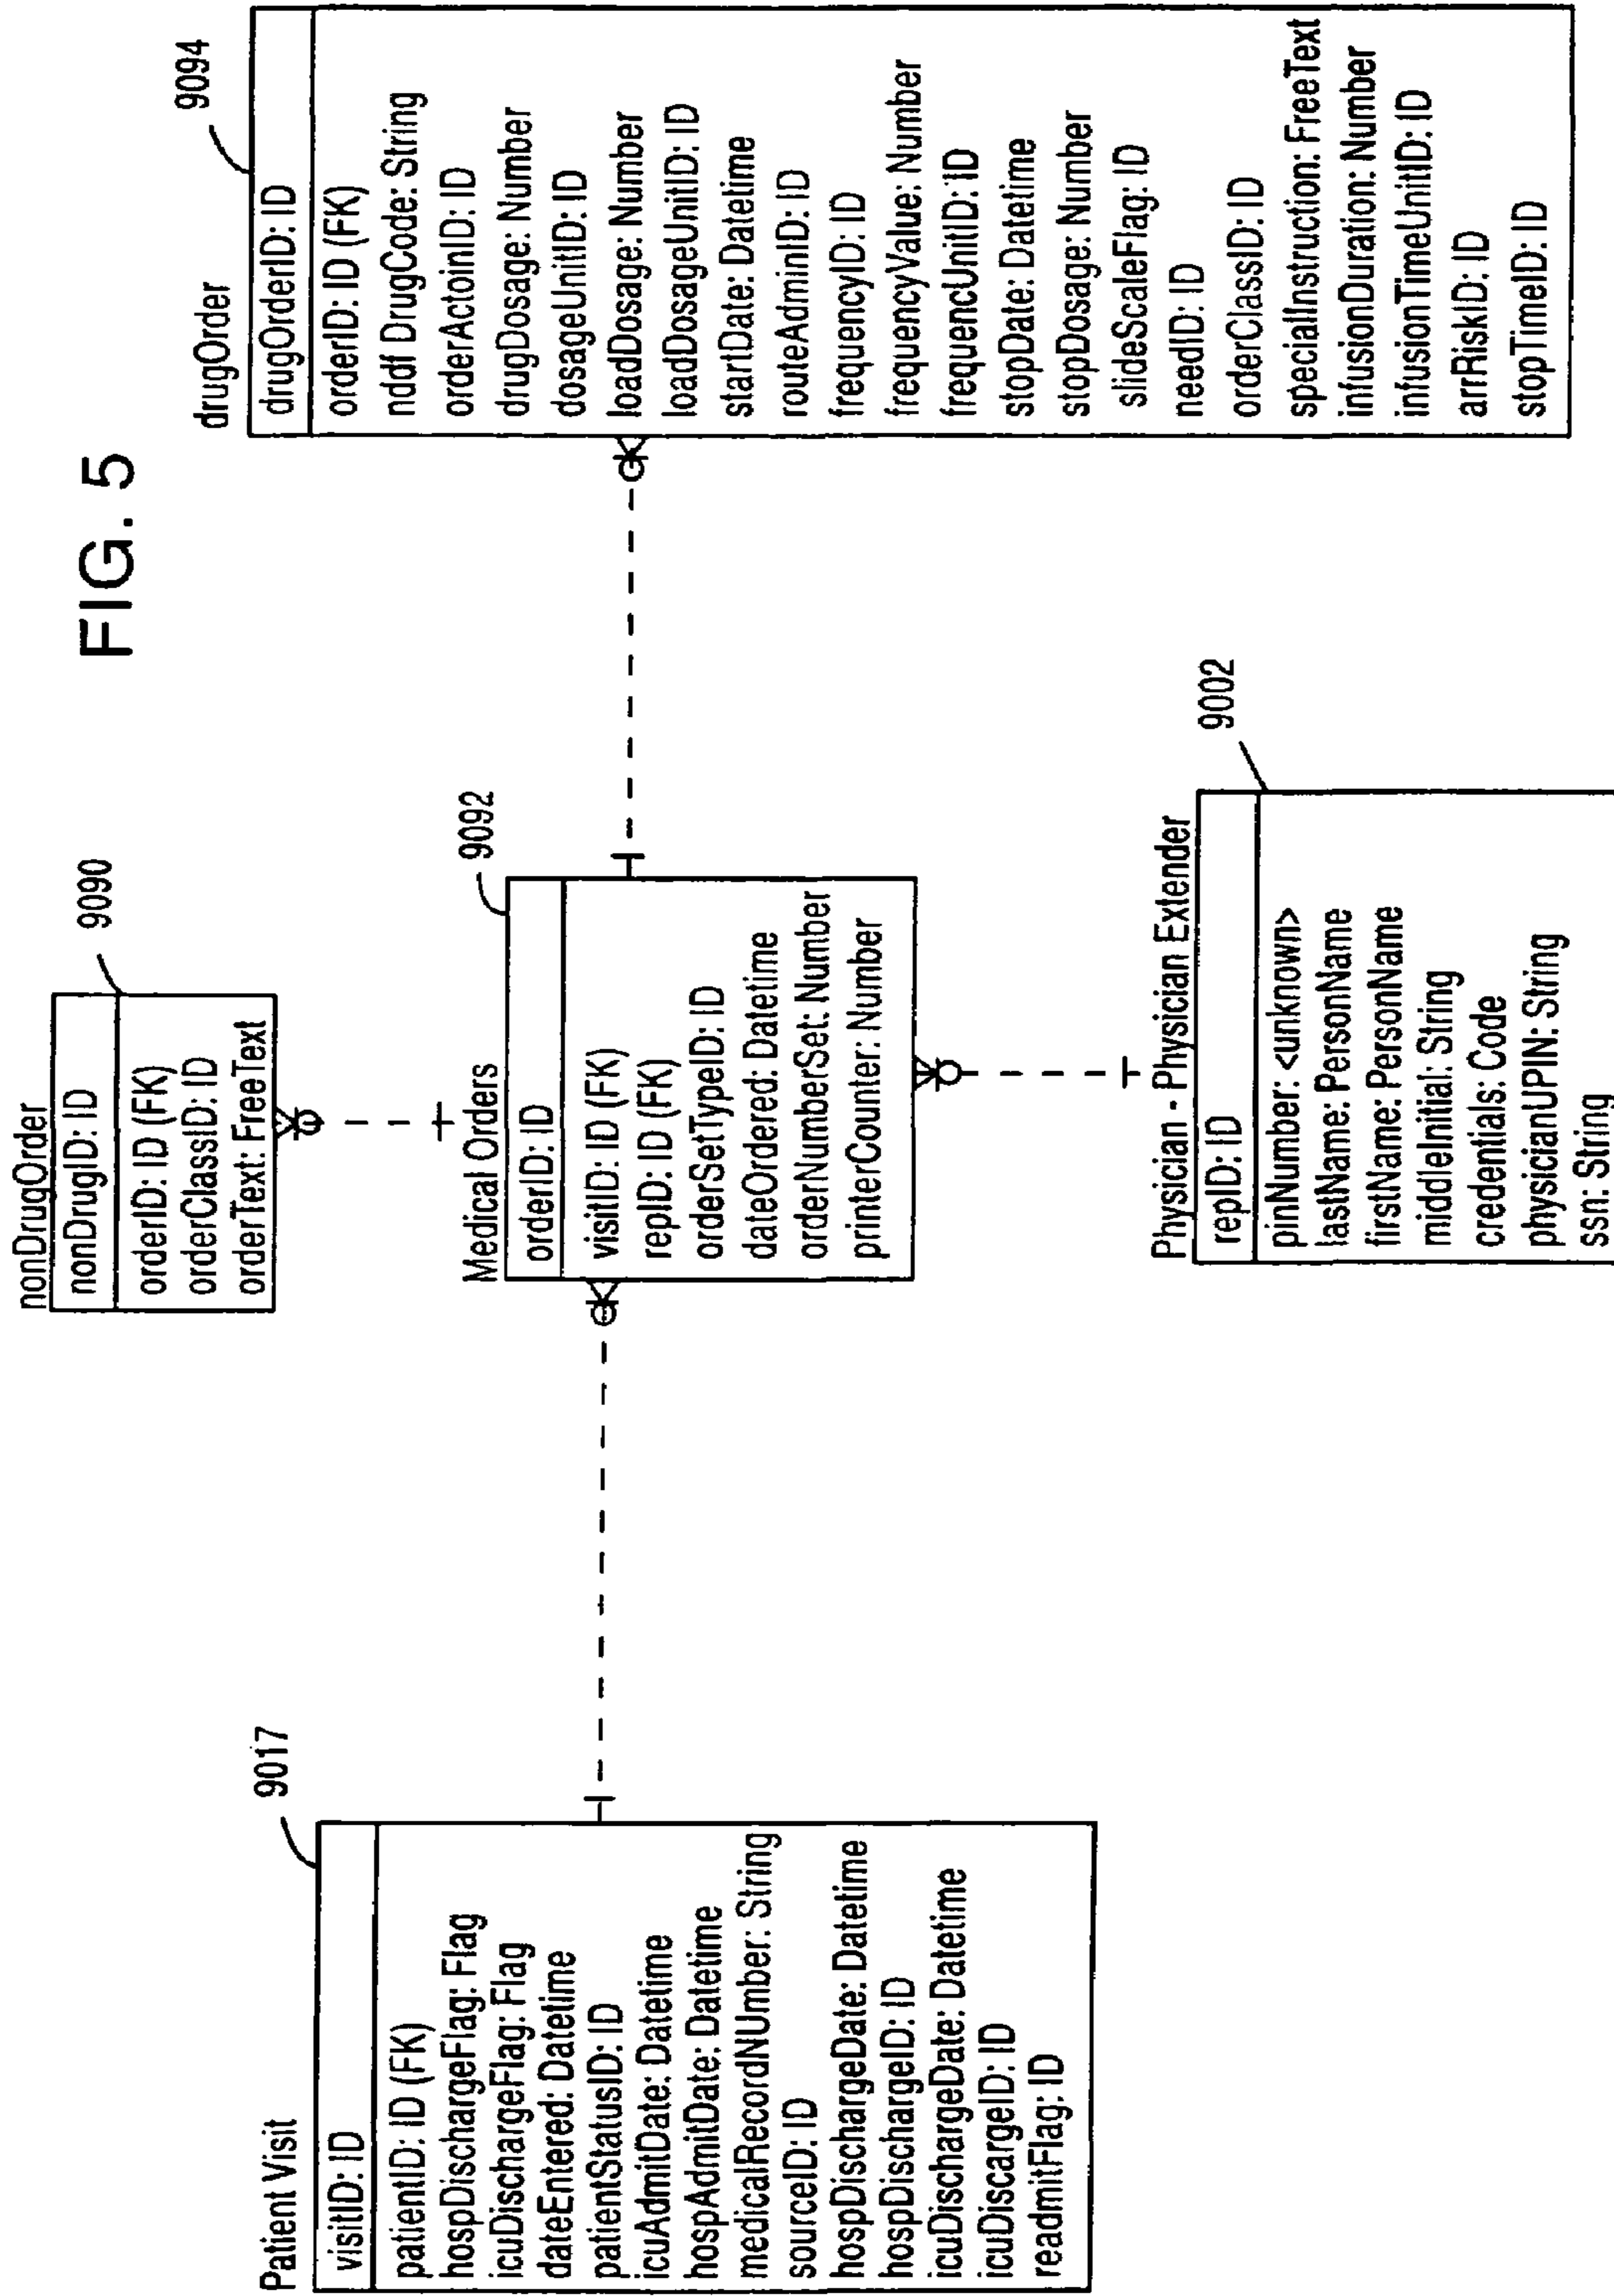 FIG. 5
nonDrugOrder
9090
nonDrugID: ID
orderID: ID (FK)
orderClassID: ID
orderText: FreeText
Patient Visit
9017
visitID: ID
patientID: ID (FK)
hospDischargeFlag: Flag
icuDischargeFlag: Flag
dateEntered: Datetime
patientStatusID: ID
icuAdmitDate: Datetime
hospAdmitDate: Datetime
medicalRecordNUmber: String
sourceID: ID
hospDischargeDate: Datetime
hospDischargeID: ID
icuDischargeDate: Datetime
icuDiscargeID: ID
readmitFlag: ID
Medical Orders
9092
orderID: ID
visitID: ID (FK)
repID: ID (FK)
orderSetTypeID: ID
dateOrdered: Datetime
orderNumberSet: Number
printerCounter: Number
drugOrder
9094
drugOrderID: ID
orderID: ID (FK)
nddf DrugCode: String
orderActoinID: ID
drugDosage: Number
dosageUnitID: ID
loadDosage: Number
loadDosageUnitID: ID
startDate: Datetime
routeAdminID: ID
frequencyID: ID
frequencyValue: Number
frequencUnitID: ID
stopDate: Datetime
stopDosage: Number
slideScaleFlag: ID
needID: ID
orderClassID: ID
specialInstruction: FreeText
infusionDuration: Number
infusionTimeUnitID: ID
arrRiskID: ID
stopTimeID: ID
Physician - Physician Extender
9002
repID: ID
pinNumber: <unknown>
lastName: PersonName
firstName: PersonName
middleInitial: String
credentials: Code
physicianUPIN: String
ssn: String